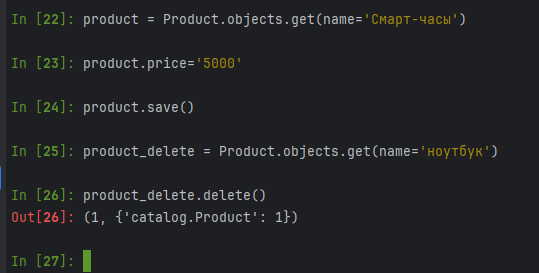 In [22]: product = Product.objects.get(name='Смарт-часы')
In [23]: product.price='5000'
In [24]: product.save()
In [25]: product_delete = Product.objects.get(name='ноутбук')
In [26]: product_delete.delete()
Out[26]: (1, {'catalog.Product': 1})
In [27]: